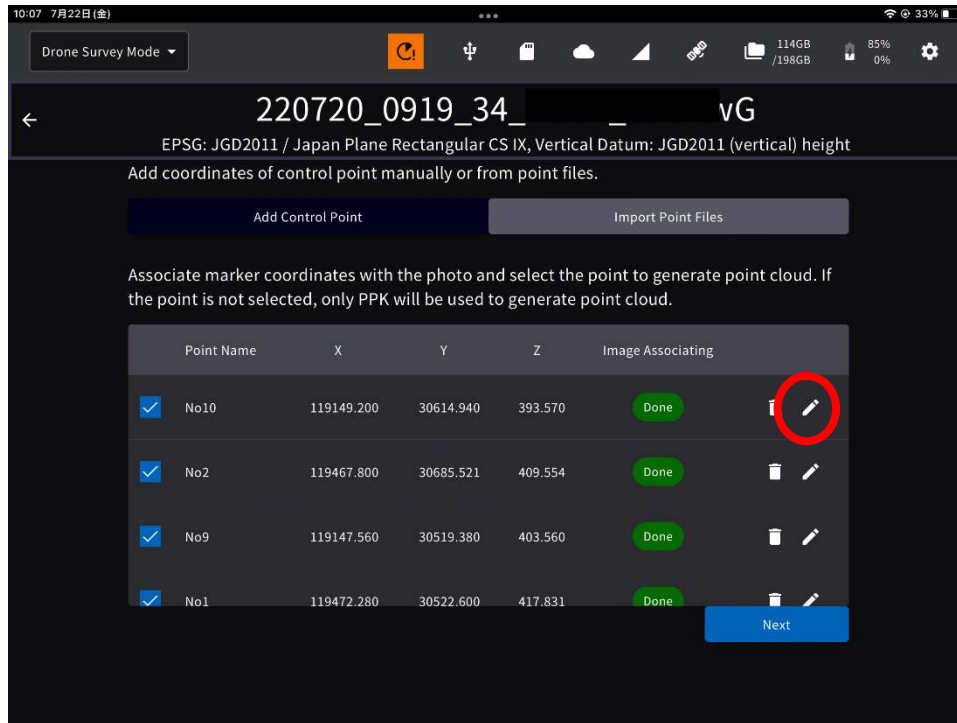 10:07 7月22日(金)
33%
Drone Survey Mode
114GB
/198GB
85%
0%
220720_0919_34_ _ vG
EPSG: JGD2011 / Japan Plane Rectangular CS IX, Vertical Datum: JGD2011 (vertical) height
Add coordinates of control point manually or from point files.
Add Control Point
Import Point Files
Associate marker coordinates with the photo and select the point to generate point cloud. If
the point is not selected, only PPK will be used to generate point cloud.
Point Name X Y Z Image Associating
No10 119149.200 30614.940 393.570 Done
No2 119467.800 30685.521 409.554 Done
No9 119147.560 30519.380 403.560 Done
No1 119472.280 30522.600 417.831 Done
Next